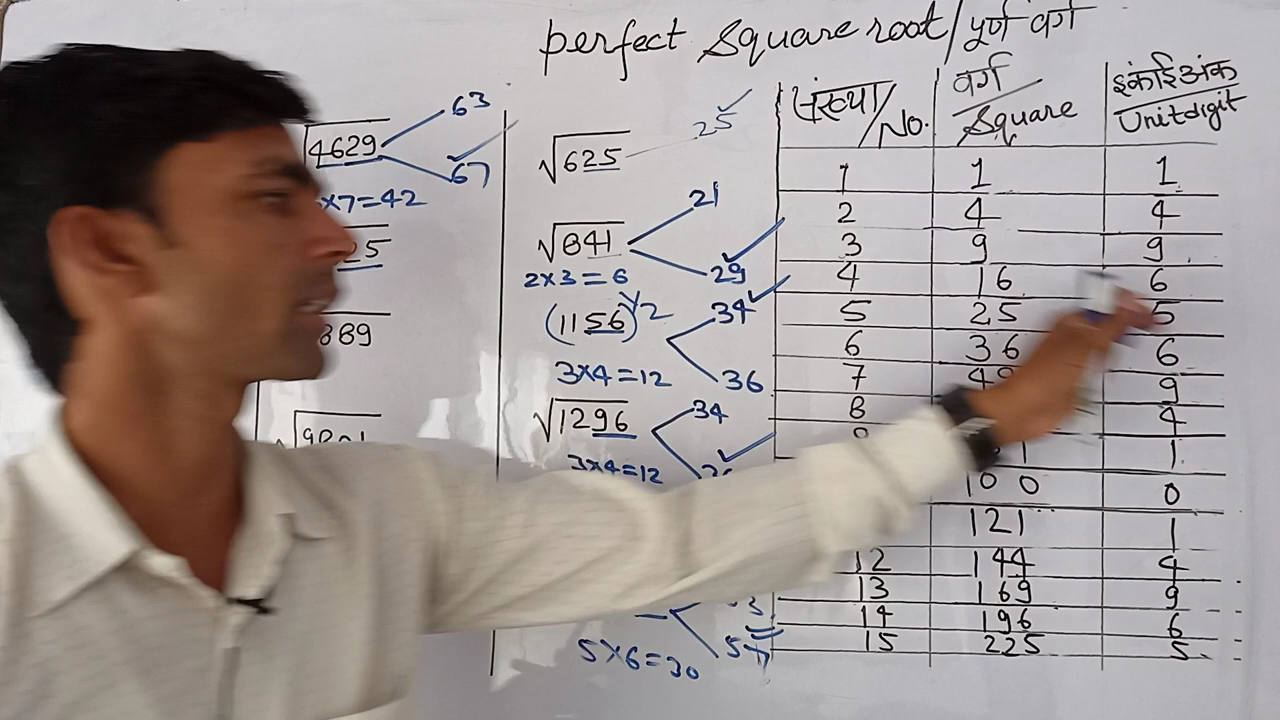 perfect square root/पूर्ण वर्ग
√4629 63
67
x7=42
25
889
√625 25
√841 21
29
2x3=6
(1156)½ 34
36
3x4=12
√1296 34
3x4=12
5x6=30
संख्या/No. वर्ग/Square इकाई अंक/Unit digit
1 1 1
2 4 4
3 9 9
4 16 6
5 25 5
6 36 6
7 49 9
8 4
1
100 0
121 1
12 144 4
13 169 9
14 196 6
15 225 5